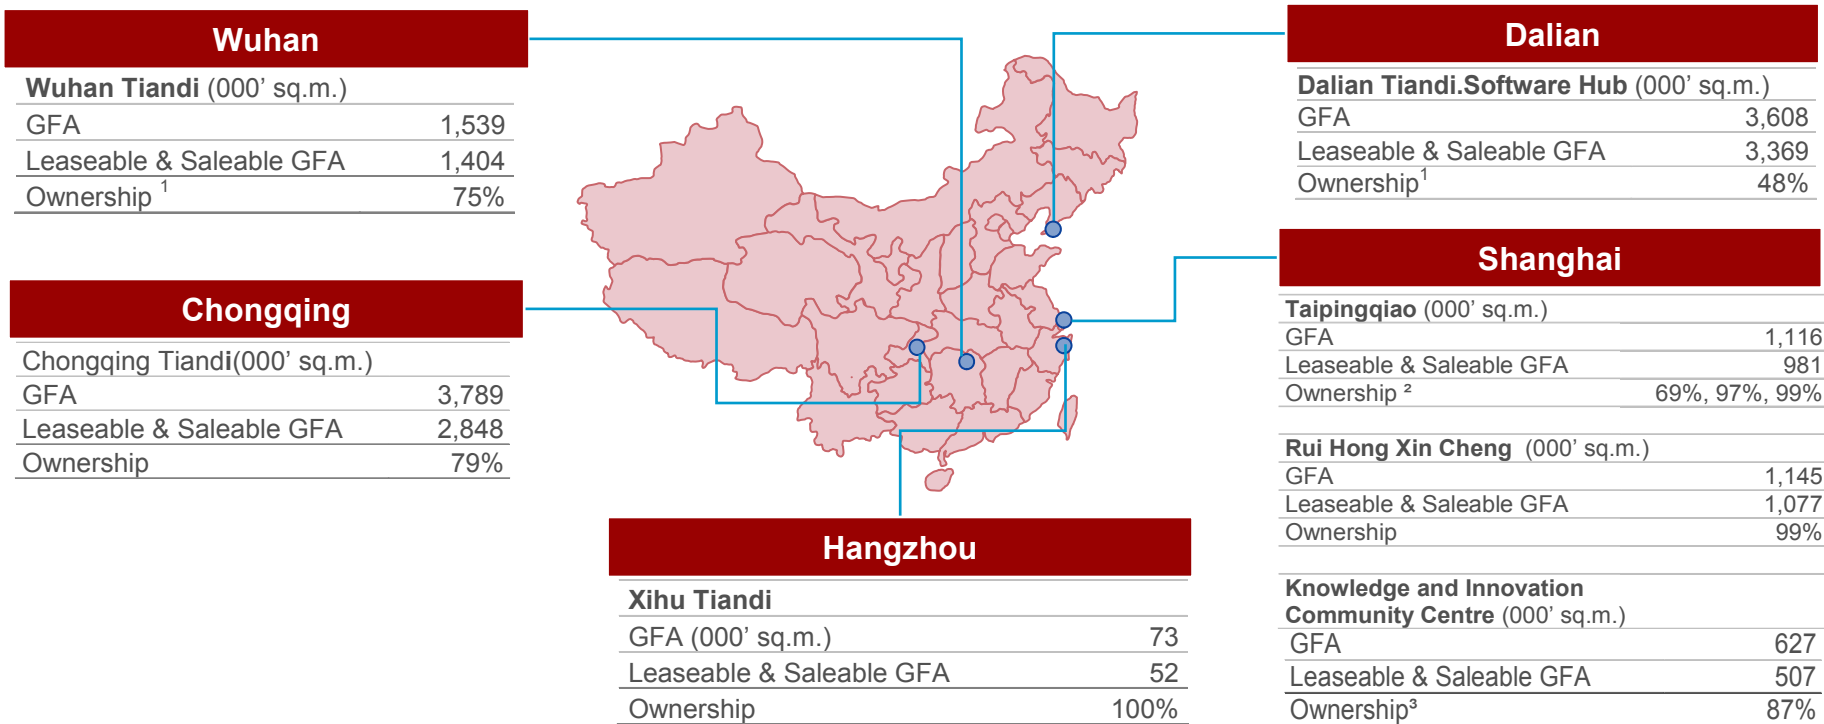 Wuhan
Wuhan Tiandi (000’ sq.m.)
GFA 1,539
Leaseable & Saleable GFA 1,404
Ownership ¹ 75%
Chongqing
Chongqing Tiandi(000’ sq.m.)
GFA 3,789
Leaseable & Saleable GFA 2,848
Ownership 79%
Hangzhou
Xihu Tiandi
GFA (000’ sq.m.) 73
Leaseable & Saleable GFA 52
Ownership 100%
Dalian
Dalian Tiandi.Software Hub (000’ sq.m.)
GFA 3,608
Leaseable & Saleable GFA 3,369
Ownership¹ 48%
Shanghai
Taipingqiao (000’ sq.m.)
GFA 1,116
Leaseable & Saleable GFA 981
Ownership ² 69%, 97%, 99%
Rui Hong Xin Cheng (000’ sq.m.)
GFA 1,145
Leaseable & Saleable GFA 1,077
Ownership 99%
Knowledge and Innovation
Community Centre (000’ sq.m.)
GFA 627
Leaseable & Saleable GFA 507
Ownership³ 87%